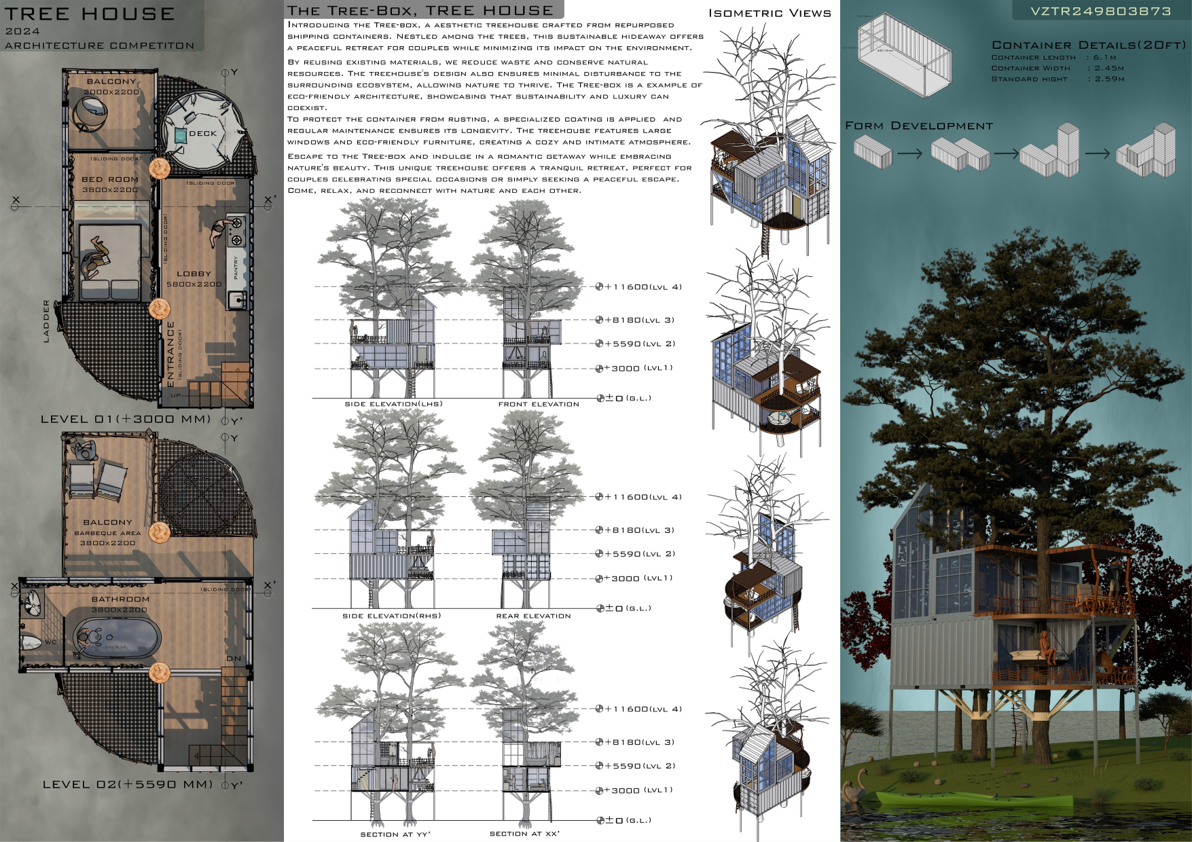 TREE HOUSE
2024
ARCHITECTURE COMPETITON
BALCONY
2000x2200
Y
DECK
(SLIDING DOOR)
BED ROOM
3800x2200
(SLIDING DOOR)
X
X'
(SLIDING DOOR)
LOBBY
5800x2200
PANTRY
LADDER
ENTRANCE
(SLIDING DOOR)
UP
LEVEL 01(+3000 MM)
Y'
Y
BALCONY
BARBEQUE AREA
3800x2200
X
X'
(SLIDING DOOR)
BATHROOM
3800x2200
WC
DN
LEVEL 02(+5590 MM)
Y'
The Tree-Box, TREE HOUSE
Introducing the Tree-box, a aesthetic treehouse crafted from repurposed
shipping containers. Nestled among the trees, this sustainable hideaway offers
a peaceful retreat for couples while minimizing its impact on the environment.
By reusing existing materials, we reduce waste and conserve natural
resources. The treehouse's design also ensures minimal disturbance to the
surrounding ecosystem, allowing nature to thrive. The Tree-box is a example of
eco-friendly architecture, showcasing that sustainability and luxury can
coexist.
To protect the container from rusting, a specialized coating is applied and
regular maintenance ensures its longevity. The treehouse features large
windows and eco-friendly furniture, creating a cozy and intimate atmosphere.
Escape to the Tree-box and indulge in a romantic getaway while embracing
nature's beauty. This unique treehouse offers a tranquil retreat, perfect for
couples celebrating special occasions or simply seeking a peaceful escape.
Come, relax, and reconnect with nature and each other.
+11600(LVL 4)
+8180(LVL 3)
+5590(LVL 2)
+3000 (LVL1)
±0 (G.L.)
SIDE ELEVATION(LHS)
FRONT ELEVATION
+11600(LVL 4)
+8180(LVL 3)
+5590(LVL 2)
+3000 (LVL1)
±0 (G.L.)
SIDE ELEVATION(RHS)
REAR ELEVATION
+11600(LVL 4)
+8180(LVL 3)
+5590(LVL 2)
+3000 (LVL1)
±0 (G.L.)
SECTION AT YY'
SECTION AT XX'
Isometric Views
VZTR249803873
Container Details(20ft)
Container length : 6.1m
Container Width : 2.45m
Standard hight : 2.59m
Form Development